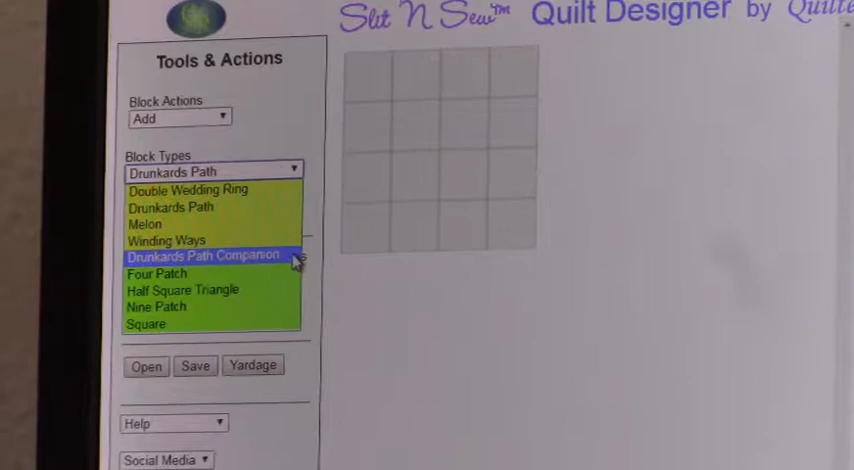 Slit N Sew™ Quilt Designer by
Tools & Actions
Block Actions
Add
Block Types
Drunkards Path
Double Wedding Ring
Drunkards Path
Melon
Winding Ways
Drunkards Path Companion
Four Patch
Half Square Triangle
Nine Patch
Square
Open Save Yardage
Help
Social Media